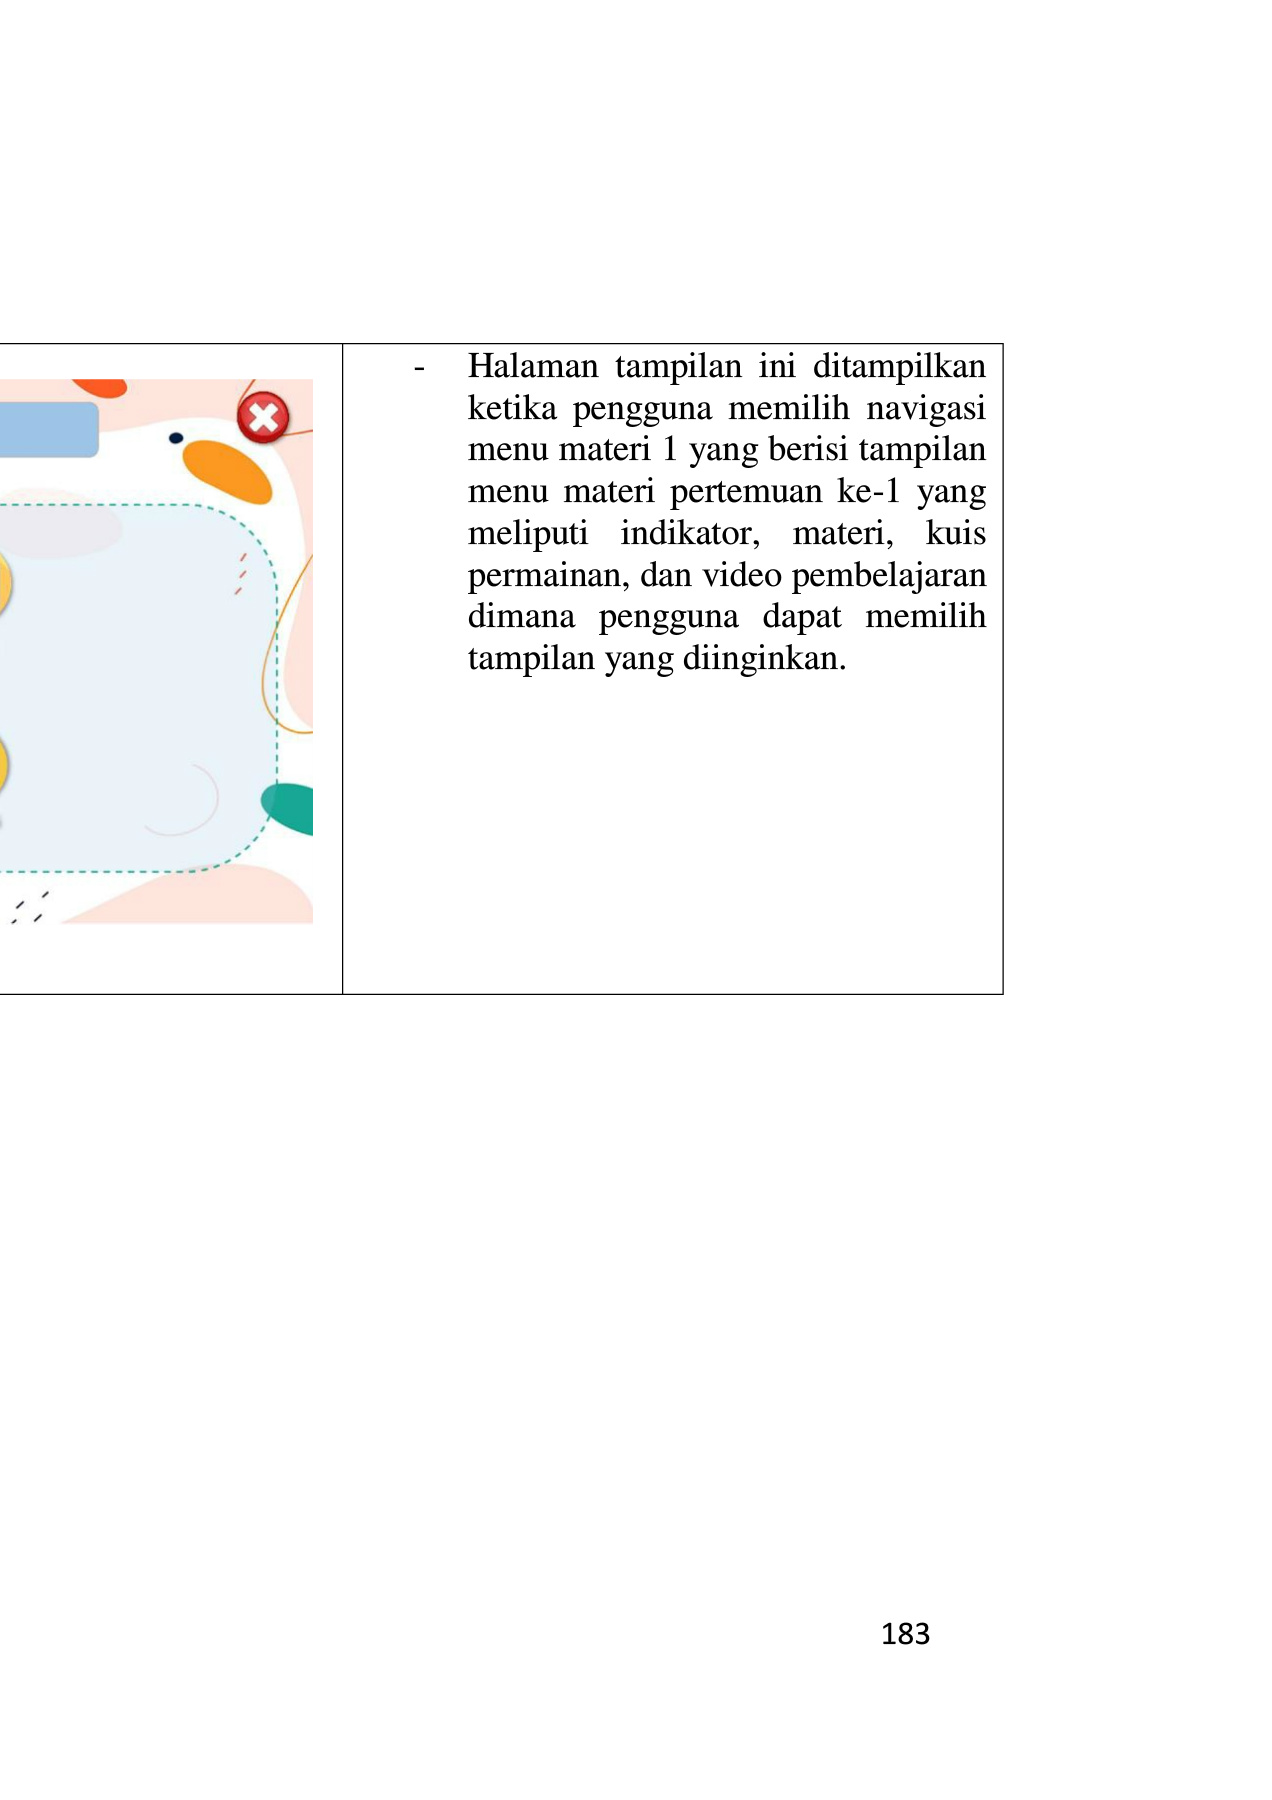 - Halaman tampilan ini ditampilkan
ketika pengguna memilih navigasi
menu materi 1 yang berisi tampilan
menu materi pertemuan ke-1 yang
meliputi indikator, materi, kuis
permainan, dan video pembelajaran
dimana pengguna dapat memilih
tampilan yang diinginkan.
183